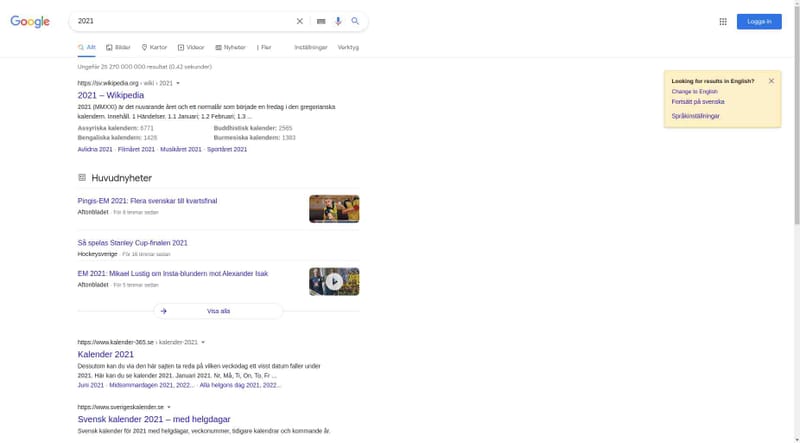 Google
2021
Logga in
Allt Bilder Kartor Videor Nyheter Fler Inställningar Verktyg
Ungefär 25 270 000 000 resultat (0,42 sekunder)
https://sv.wikipedia.org › wiki › 2021
2021 – Wikipedia
2021 (MMXXI) är det nuvarande året och ett normalår som började en fredag i den gregorianska
kalendern. Innehåll. 1 Händelser. 1.1 Januari; 1.2 Februari; 1.3 ...
Assyriska kalendern: 6771 Buddhistisk kalender: 2565
Bengaliska kalendern: 1428 Burmesiska kalendern: 1383
Avlidna 2021 · Filmåret 2021 · Musikåret 2021 · Sportåret 2021
Looking for results in English?
Change to English
Fortsätt på svenska
Språkinställningar
Huvudnyheter
Pingis-EM 2021: Flera svenskar till kvartsfinal
Aftonbladet · För 8 timmar sedan
Så spelas Stanley Cup-finalen 2021
Hockeysverige · För 16 timmar sedan
EM 2021: Mikael Lustig om Insta-blundern mot Alexander Isak
Aftonbladet · För 5 timmar sedan
Visa alla
https://www.kalender-365.se › kalender-2021
Kalender 2021
Dessutom kan du via den här sajten ta reda på vilken veckodag ett visst datum faller under
2021. Här kan du se kalender 2021. Januari 2021. Nr, Må, Ti, On, To, Fr ...
Juni 2021 · Midsommardagen 2021, 2022... · Alla helgons dag 2021, 2022...
https://www.sverigeskalender.se
Svensk kalender 2021 – med helgdagar
Svensk kalender för 2021 med helgdagar, veckonummer, tidigare kalendrar och kommande år.